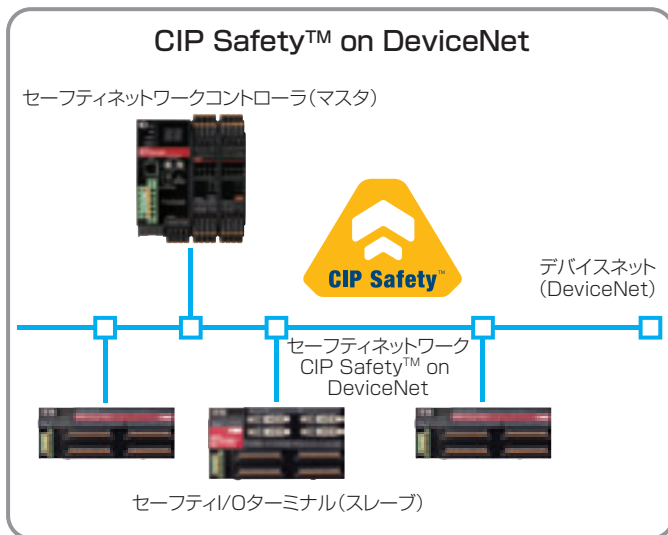 CIP Safety™ on DeviceNet
セーフティネットワークコントローラ(マスタ)
CIP Safety™
デバイスネット
(DeviceNet)
セーフティネットワーク
CIP Safety™ on
DeviceNet
セーフティI/Oターミナル(スレーブ)